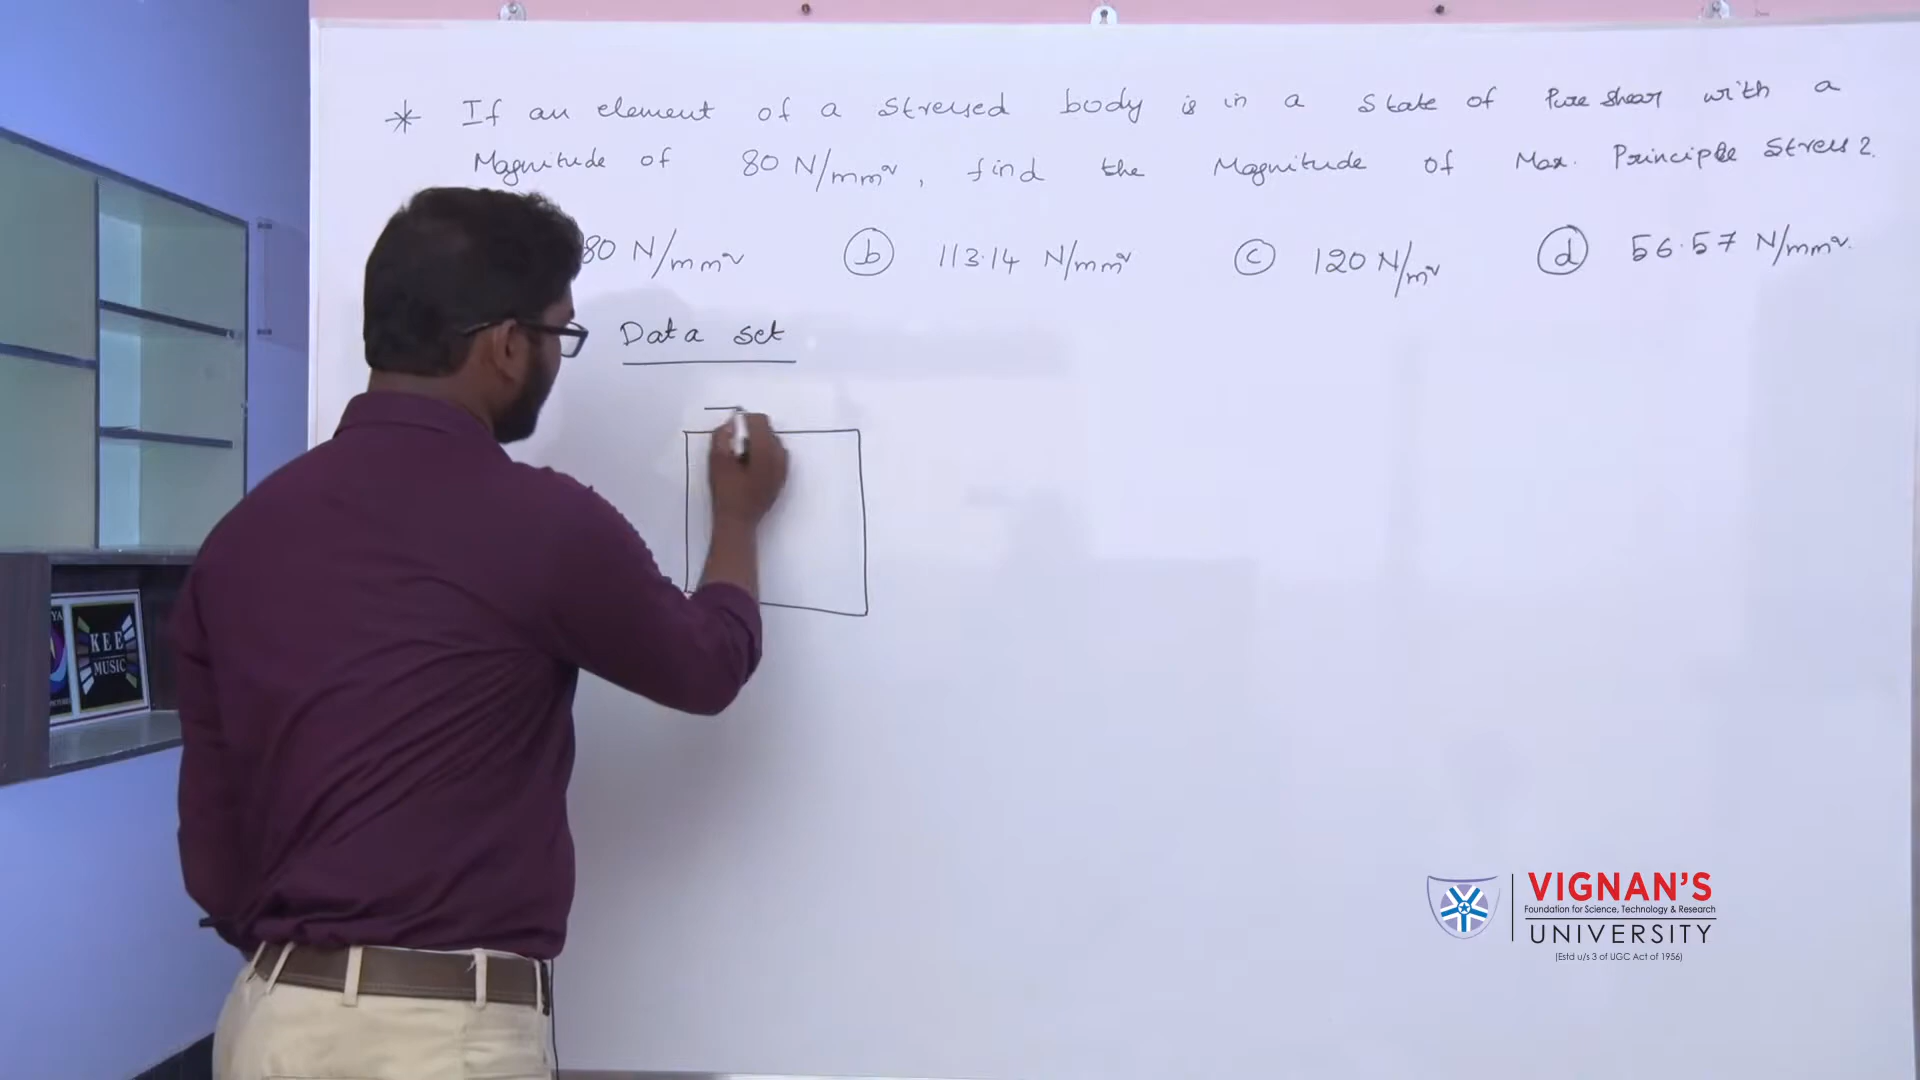 * If an element of a stressed body is in a state of Pure shear with a
Magnitude of 80 N/mm², find the Magnitude of Max. Principle Stress?
80 N/mm² ⓑ 113.14 N/mm² ⓒ 120 N/m² ⓓ 56.57 N/mm².
Data set
KEE
MUSIC
VIGNAN'S
Foundation for Science, Technology & Research
UNIVERSITY
(Estd u/s 3 of UGC Act of 1956)